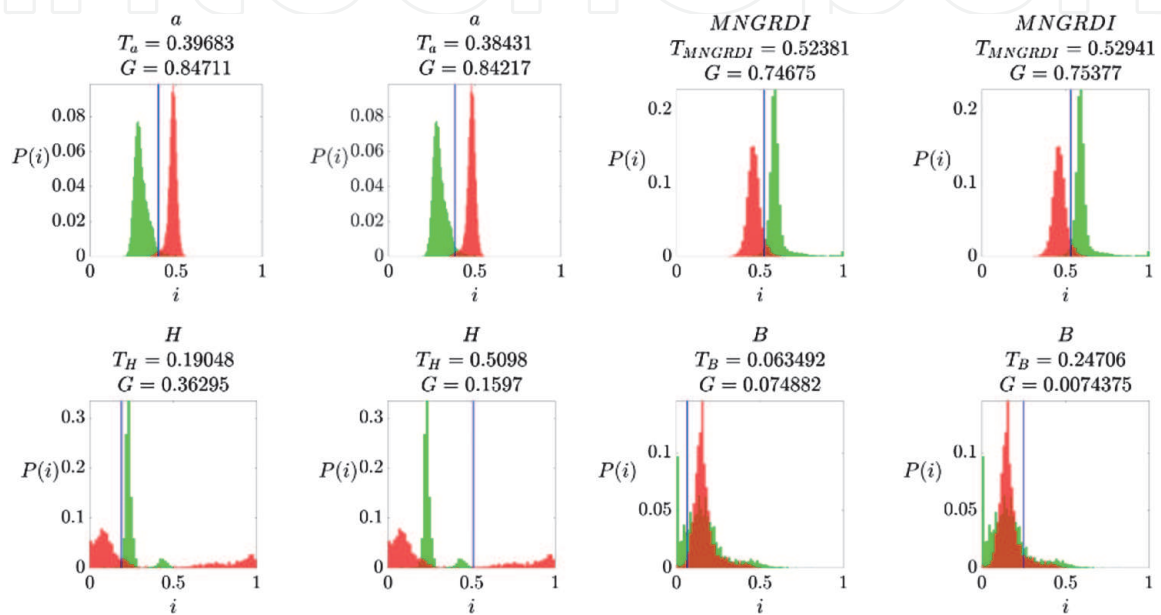 a
T_a = 0.39683
G = 0.84711
0.08
0.06
P(i)
0.04
0.02
0
0
0.5
1
i
a
T_a = 0.38431
G = 0.84217
0.08
0.06
P(i)
0.04
0.02
0
0
0.5
1
i
MNGRDI
T_{MNGRDI} = 0.52381
G = 0.74675
0.2
P(i)
0.1
0
0
0.5
1
i
MNGRDI
T_{MNGRDI} = 0.52941
G = 0.75377
0.2
P(i)
0.1
0
0
0.5
1
i
H
T_H = 0.19048
G = 0.36295
0.3
P(i)
0.2
0.1
0
0
0.5
1
i
H
T_H = 0.5098
G = 0.1597
0.3
P(i)
0.2
0.1
0
0
0.5
1
i
B
T_B = 0.063492
G = 0.074882
0.1
P(i)
0.05
0
0
0.5
1
i
B
T_B = 0.24706
G = 0.0074375
0.1
P(i)
0.05
0
0
0.5
1
i